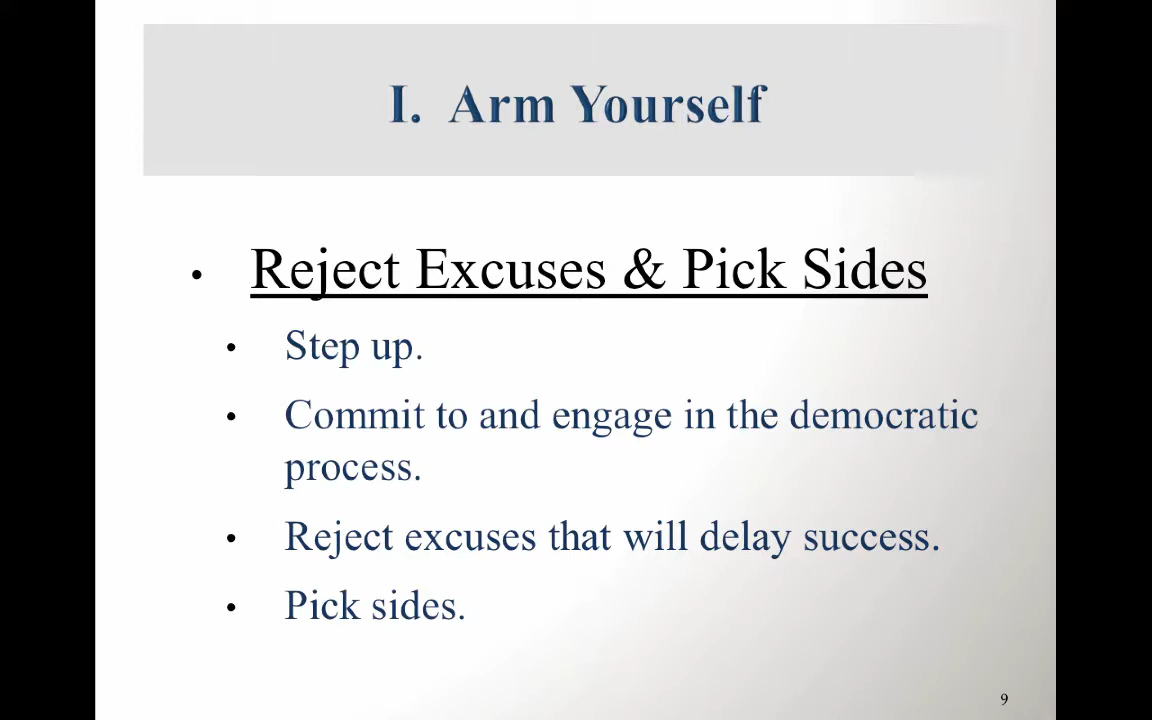 I. Arm Yourself
• Reject Excuses & Pick Sides
• Step up.
• Commit to and engage in the democratic
process.
• Reject excuses that will delay success.
• Pick sides.
9